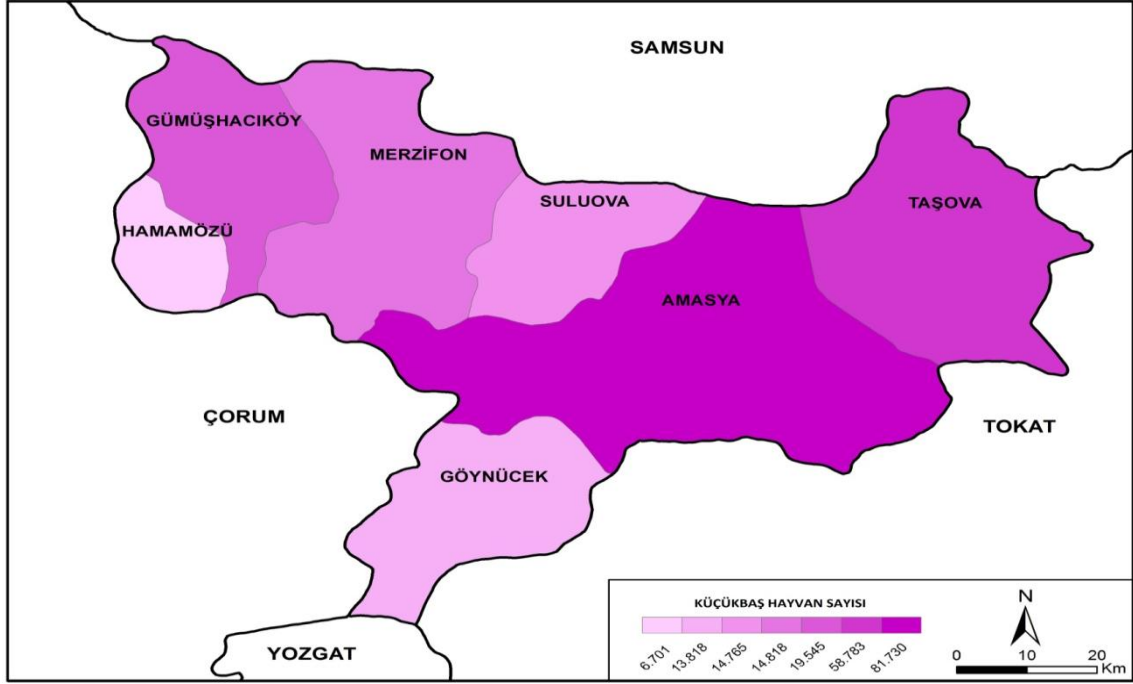 SAMSUN
GÜMÜŞHACIKÖY
MERZİFON
SULUOVA
TAŞOVA
HAMAMÖZÜ
AMASYA
ÇORUM
TOKAT
GÖYNÜCEK
YOZGAT
KÜÇÜKBAŞ HAYVAN SAYISI
6.701
13.818
14.765
14.818
19.545
58.783
81.730
N
0 10 20
Km